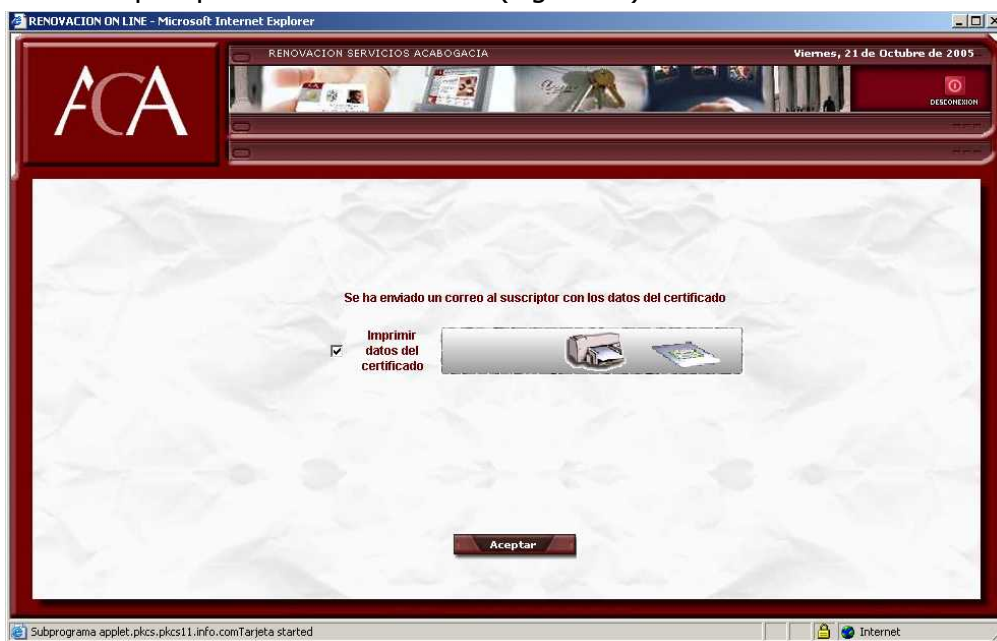 RENOVACION ON LINE - Microsoft Internet Explorer
RENOVACION SERVICIOS ACABOGACIA
Viernes, 21 de Octubre de 2005
ACA
DESCONEXION
Se ha enviado un correo al suscriptor con los datos del certificado
Imprimir
datos del
certificado
Aceptar
Subprograma applet.pkcs.pkcs11.info.comTarjeta started
Internet